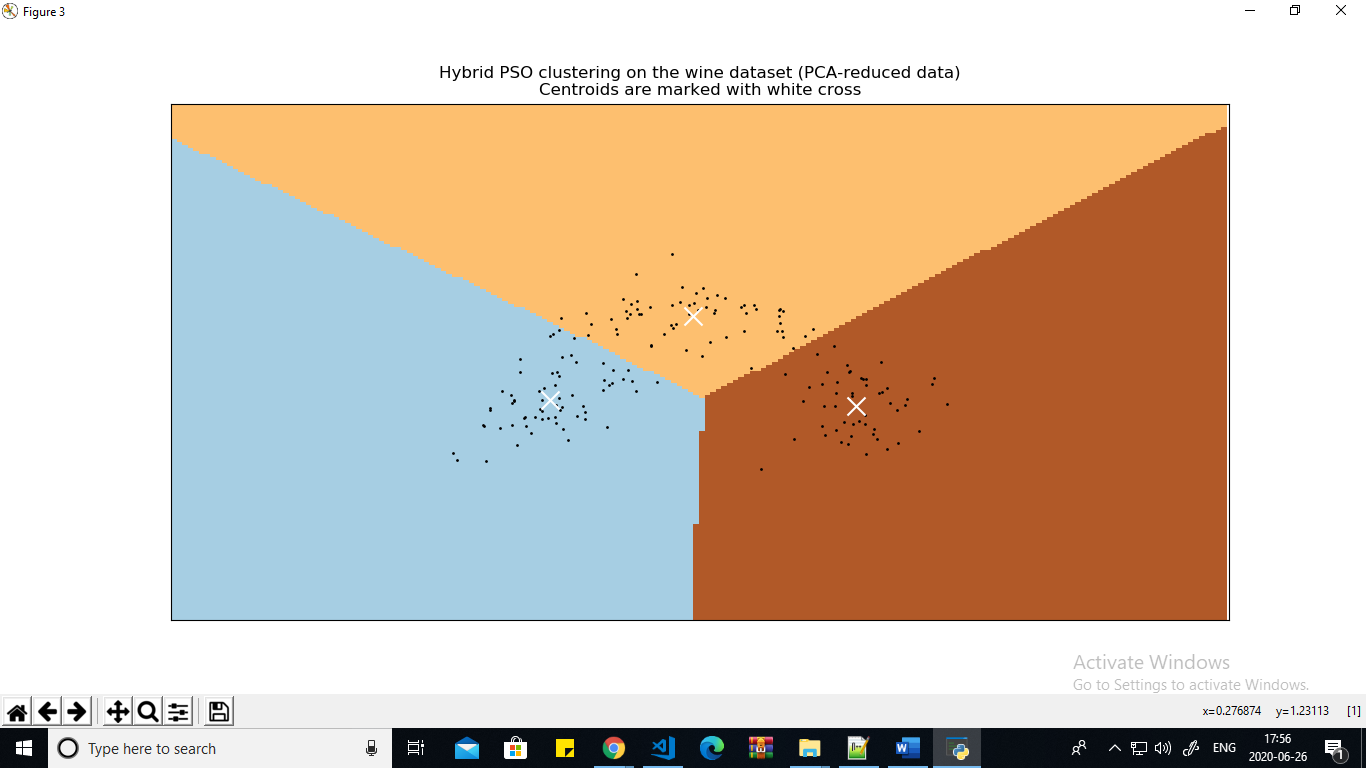 Figure 3
Hybrid PSO clustering on the wine dataset (PCA-reduced data)
Centroids are marked with white cross
Activate Windows
Go to Settings to activate Windows.
x=0.276874 y=1.23113 [1]
Type here to search
ENG
17:56
2020-06-26
1